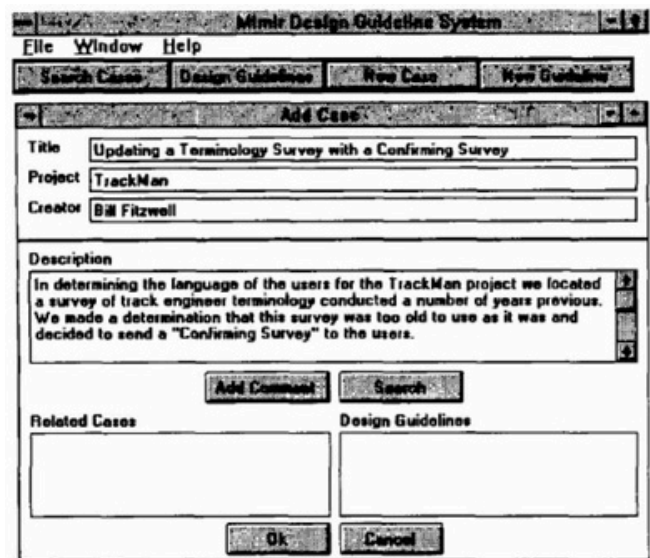 Mimir Design Guideline System
File Window Help
Search Cases Design Guidelines New Case New Guideline
Add Case
Title Updating a Terminology Survey with a Confirming Survey
Project TrackMan
Creator Bill Fitzwell
Description
In determining the language of the users for the TrackMan project we located
a survey of track engineer terminology conducted a number of years previous.
We made a determination that this survey was too old to use as it was and
decided to send a "Confirming Survey" to the users.
Add Comment Search
Related Cases Design Guidelines
Ok Cancel